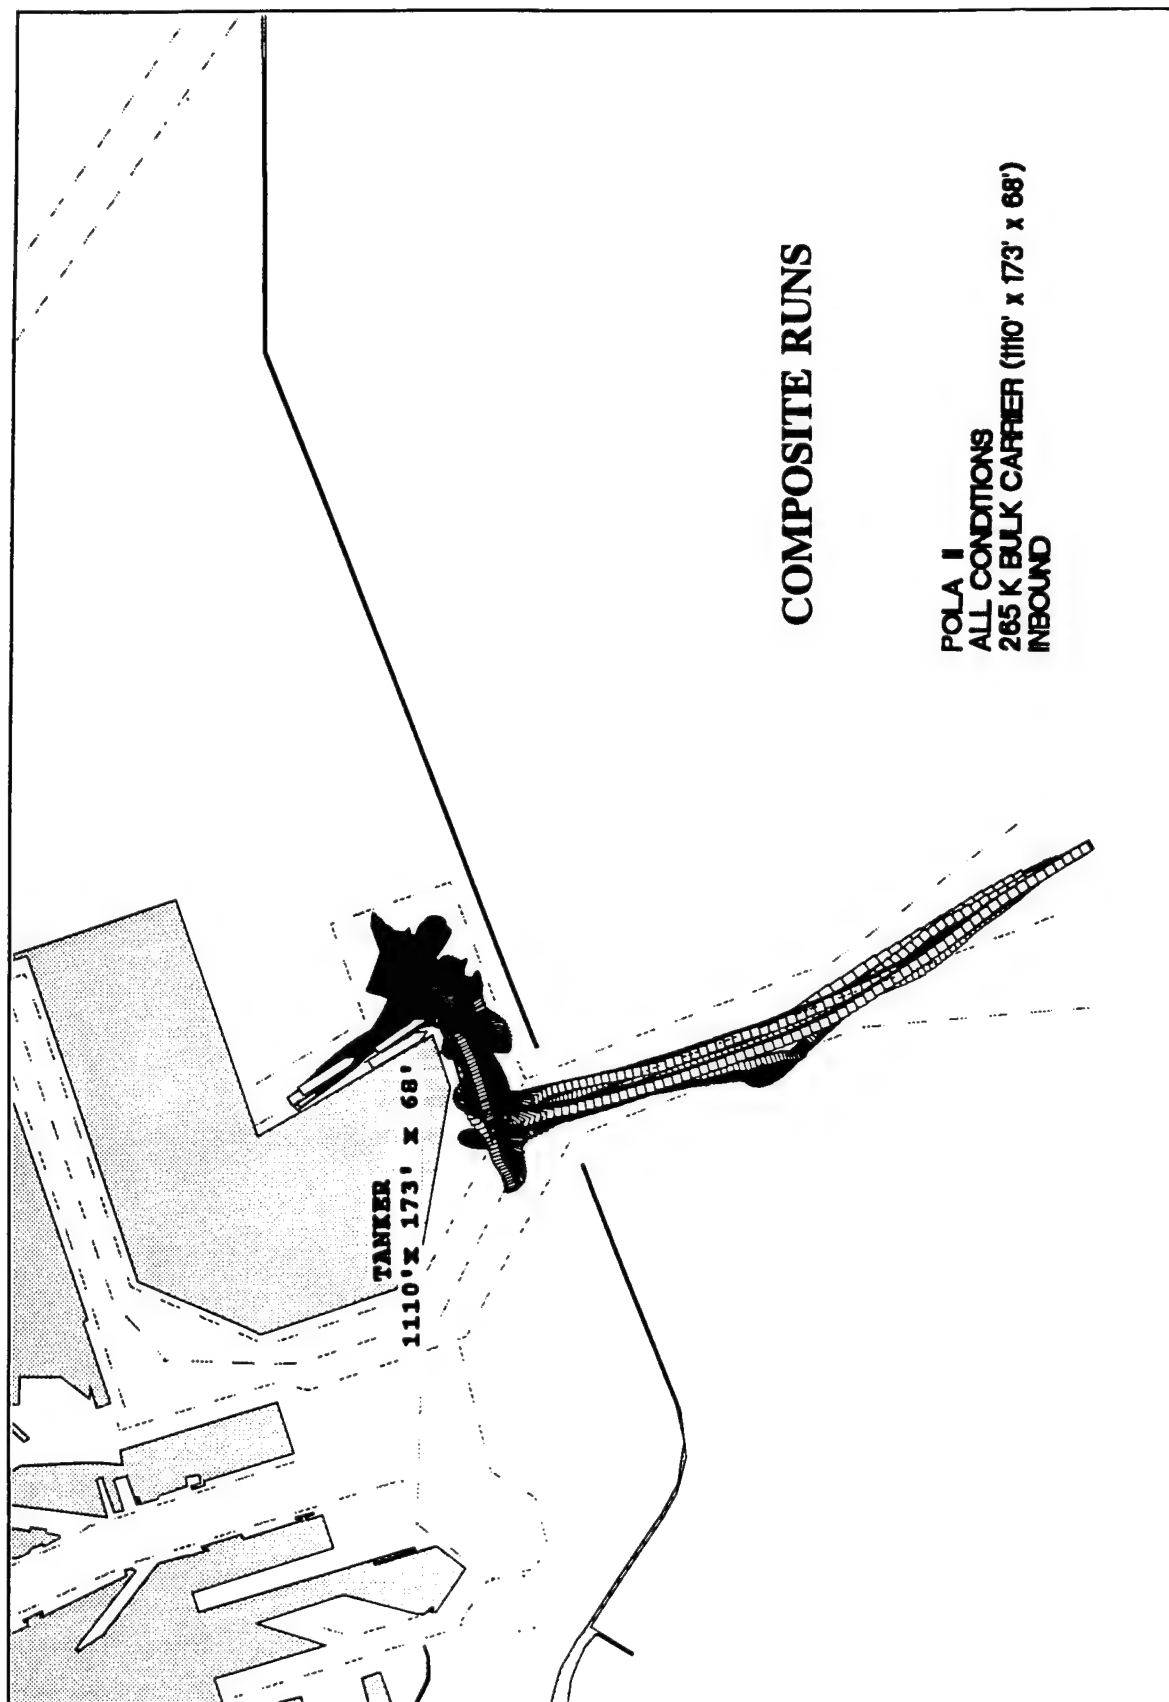 TANKER
1110'X 173' X 68'
COMPOSITE RUNS
POLA II
ALL CONDITIONS
265 K BULK CARRIER (1110' x 173' x 68')
INBOUND